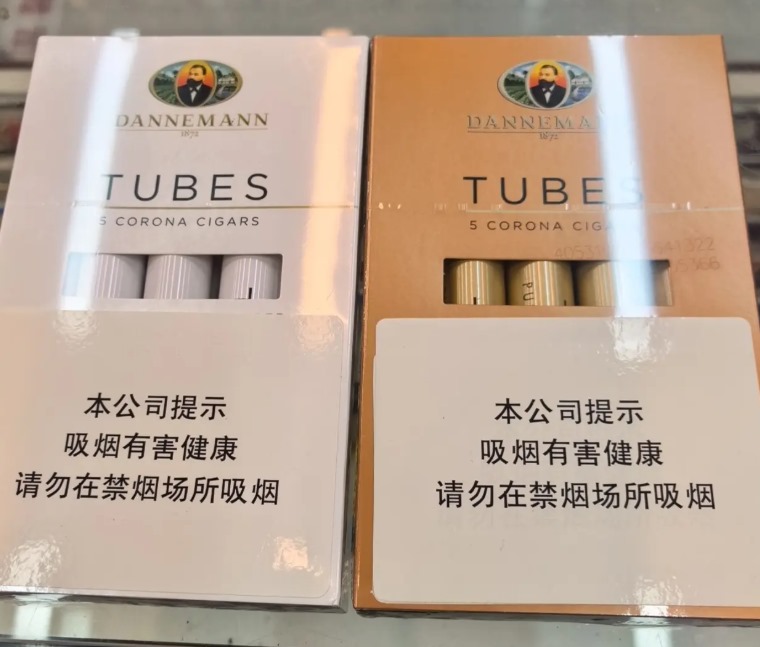 DANNEMANN
1872
TUBES
5 CORONA CIGARS
本公司提示
吸烟有害健康
请勿在禁烟场所吸烟
DANNEMA
1872
TUBES
5 CORONA CIGA
PU
本公司提示
吸烟有害健康
请勿在禁烟场所吸烟